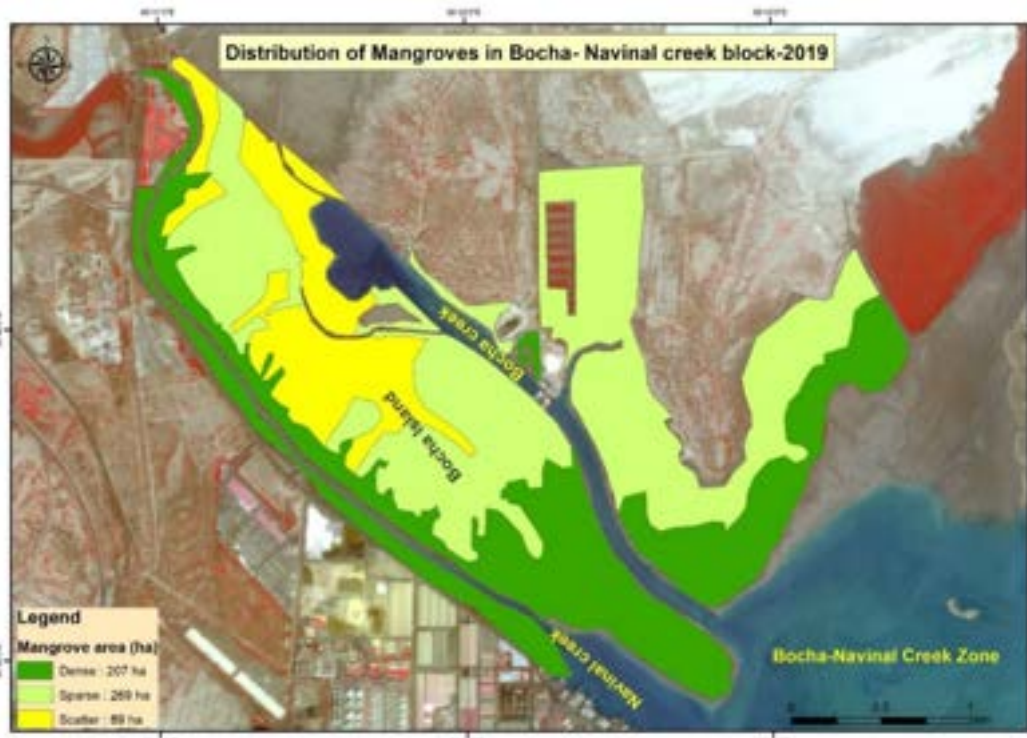 Distribution of Mangroves in Bocha- Navinal creek block-2019
Bocha creek
Bocha Island
Navinal creek
Bocha-Navinal Creek Zone
Legend
Mangrove area (ha)
Dense : 207 ha
Sparse : 269 ha
Scatter : 89 ha